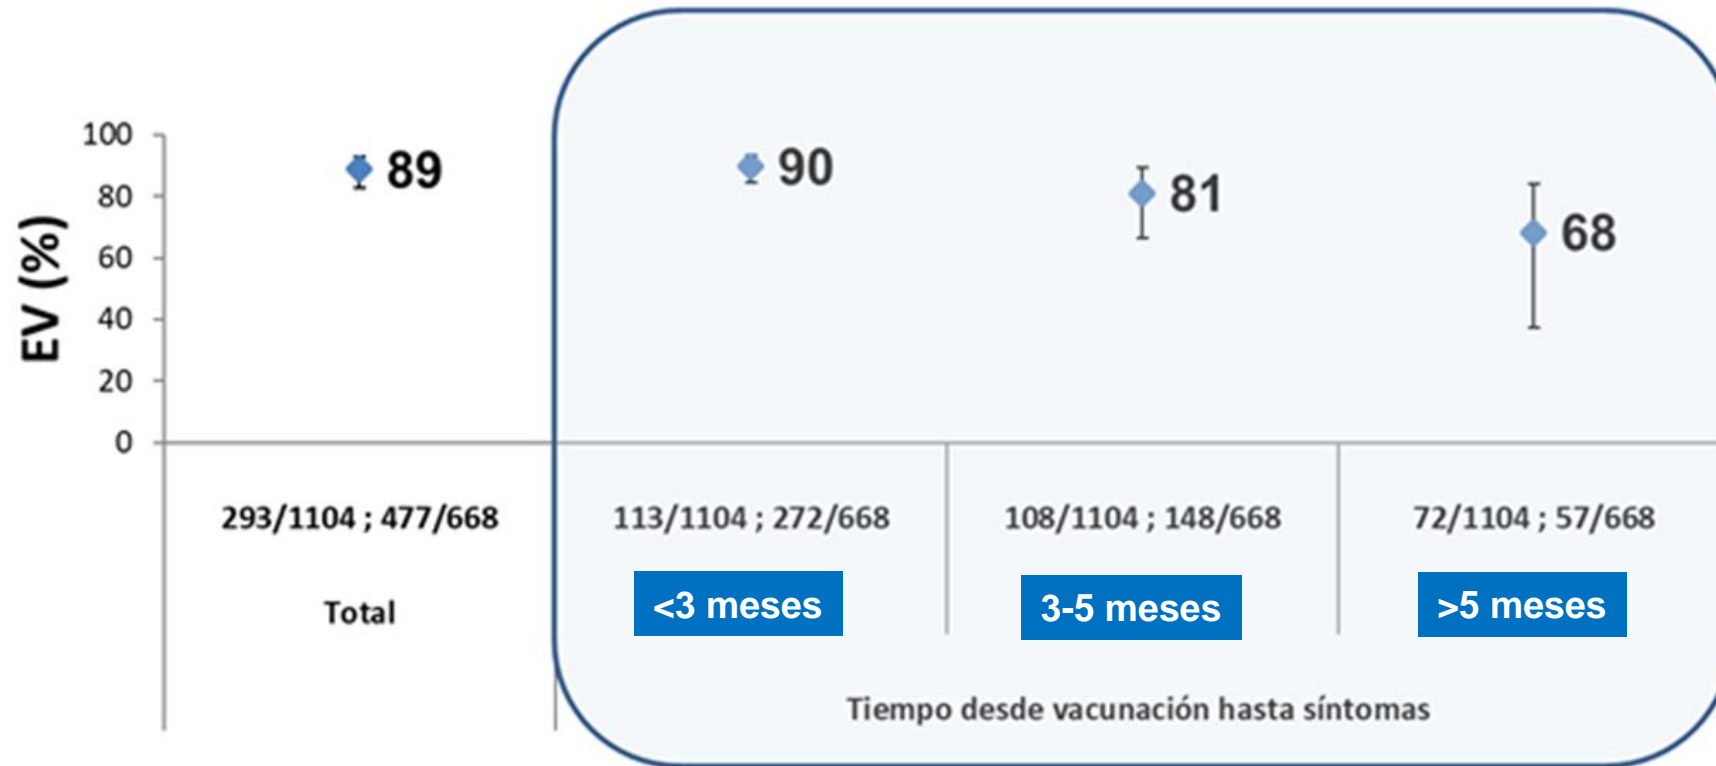 EV (%)
100
80
60
40
20
0
89
90
81
68
293/1104 ; 477/668
113/1104 ; 272/668
108/1104 ; 148/668
72/1104 ; 57/668
Total
<3 meses
3-5 meses
>5 meses
Tiempo desde vacunación hasta síntomas